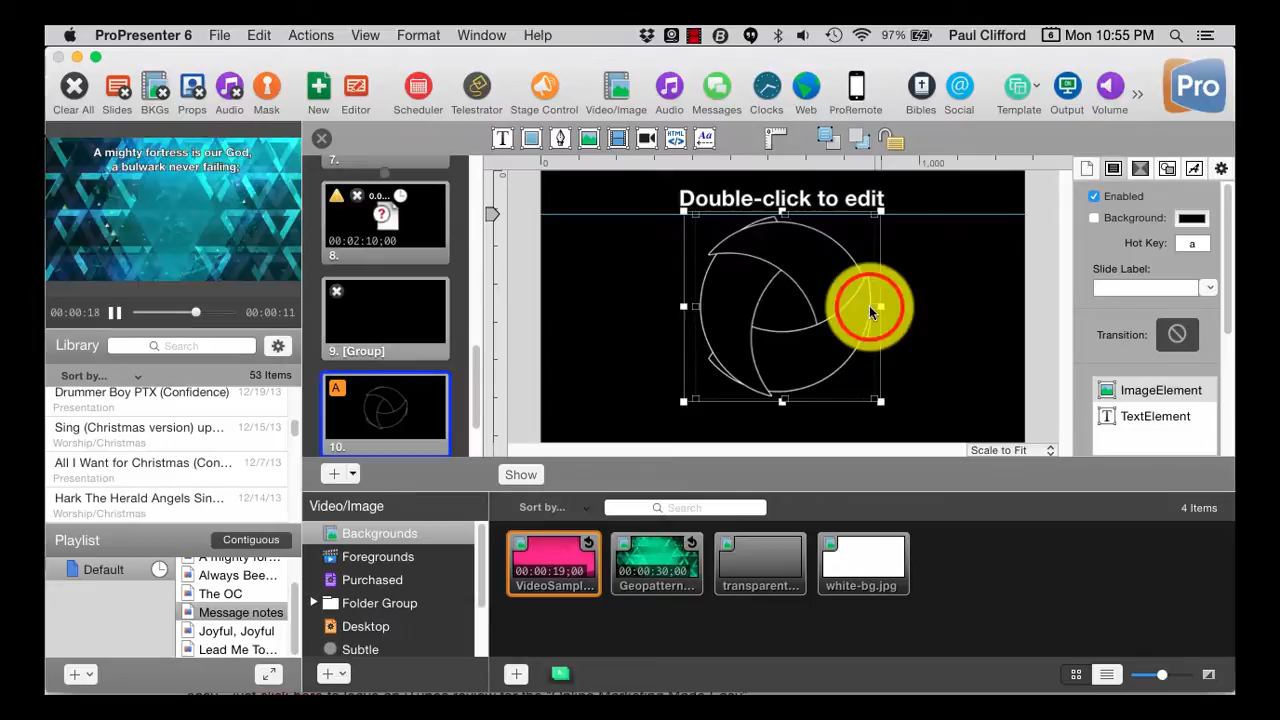 ProPresenter 6 File Edit Actions View Format Window Help 97% Paul Clifford 6 Mon 10:55 PM
Clear All Slides BKGs Props Audio Mask New Editor Scheduler Telestrator Stage Control Video/Image Audio Messages Clocks Web ProRemote Bibles Social Template Output Volume Pro
A mighty fortress is our God,
a bulwark never failing;
00:00:18 00:00:11
Library Search
Sort by... 53 Items
Drummer Boy PTX (Confidence) 12/19/13
Presentation
Sing (Christmas version) up... 12/15/13
Worship/Christmas
All I Want for Christmas (Con... 12/7/13
Presentation
Hark The Herald Angels Sin... 12/14/13
Worship/Christmas
Playlist Contiguous
Default
A mighty fortress...
Always Bee...
The OC
Message notes
Joyful, Joyful
Lead Me To...
7.
0.0...
?
00:02:10;00
8.
9. [Group]
A
10.
T HTML Aa
0 1,000
0
Double-click to edit
Scale to Fit
Enabled
Background:
Hot Key: a
Slide Label:
Transition:
ImageElement
T TextElement
Show
Video/Image
Backgrounds
Foregrounds
Purchased
Folder Group
Desktop
Subtle
Sort by... Search 4 Items
00:00:19;00
VideoSampl...
00:00:30;00
Geopattern...
transparent...
white-bg.jpg